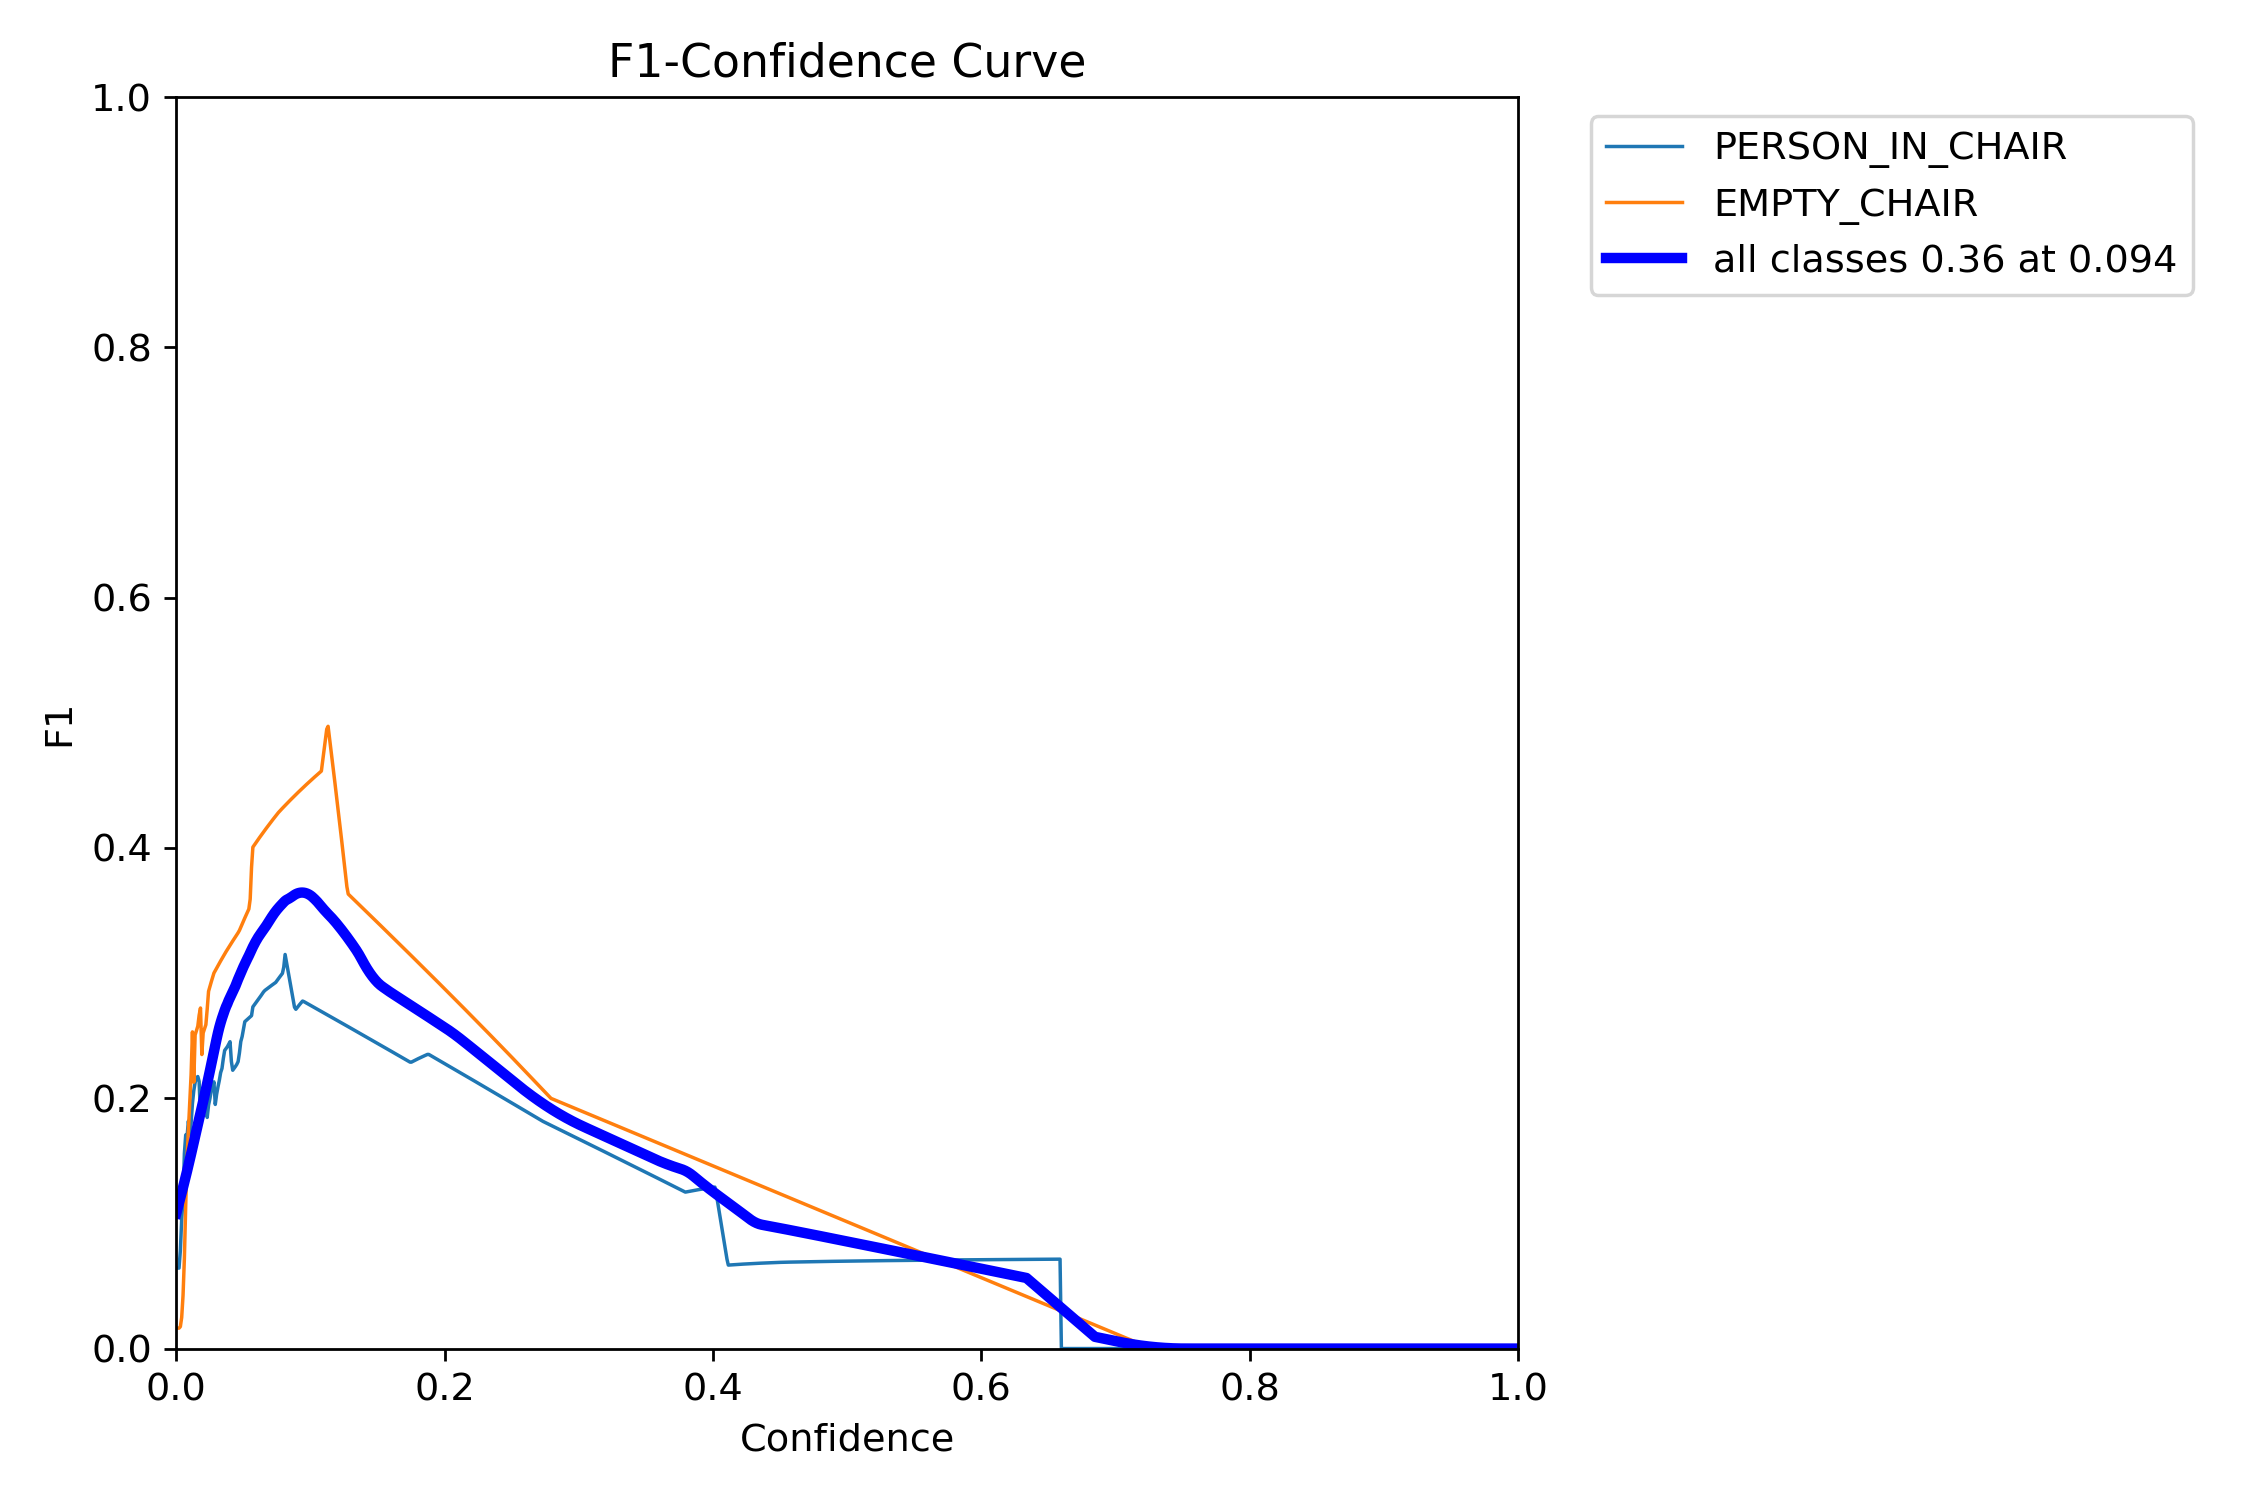 F1-Confidence Curve
1.0
0.8
0.6
0.4
0.2
0.0
F1
0.0 0.2 0.4 0.6 0.8 1.0
Confidence
PERSON_IN_CHAIR
EMPTY_CHAIR
all classes 0.36 at 0.094